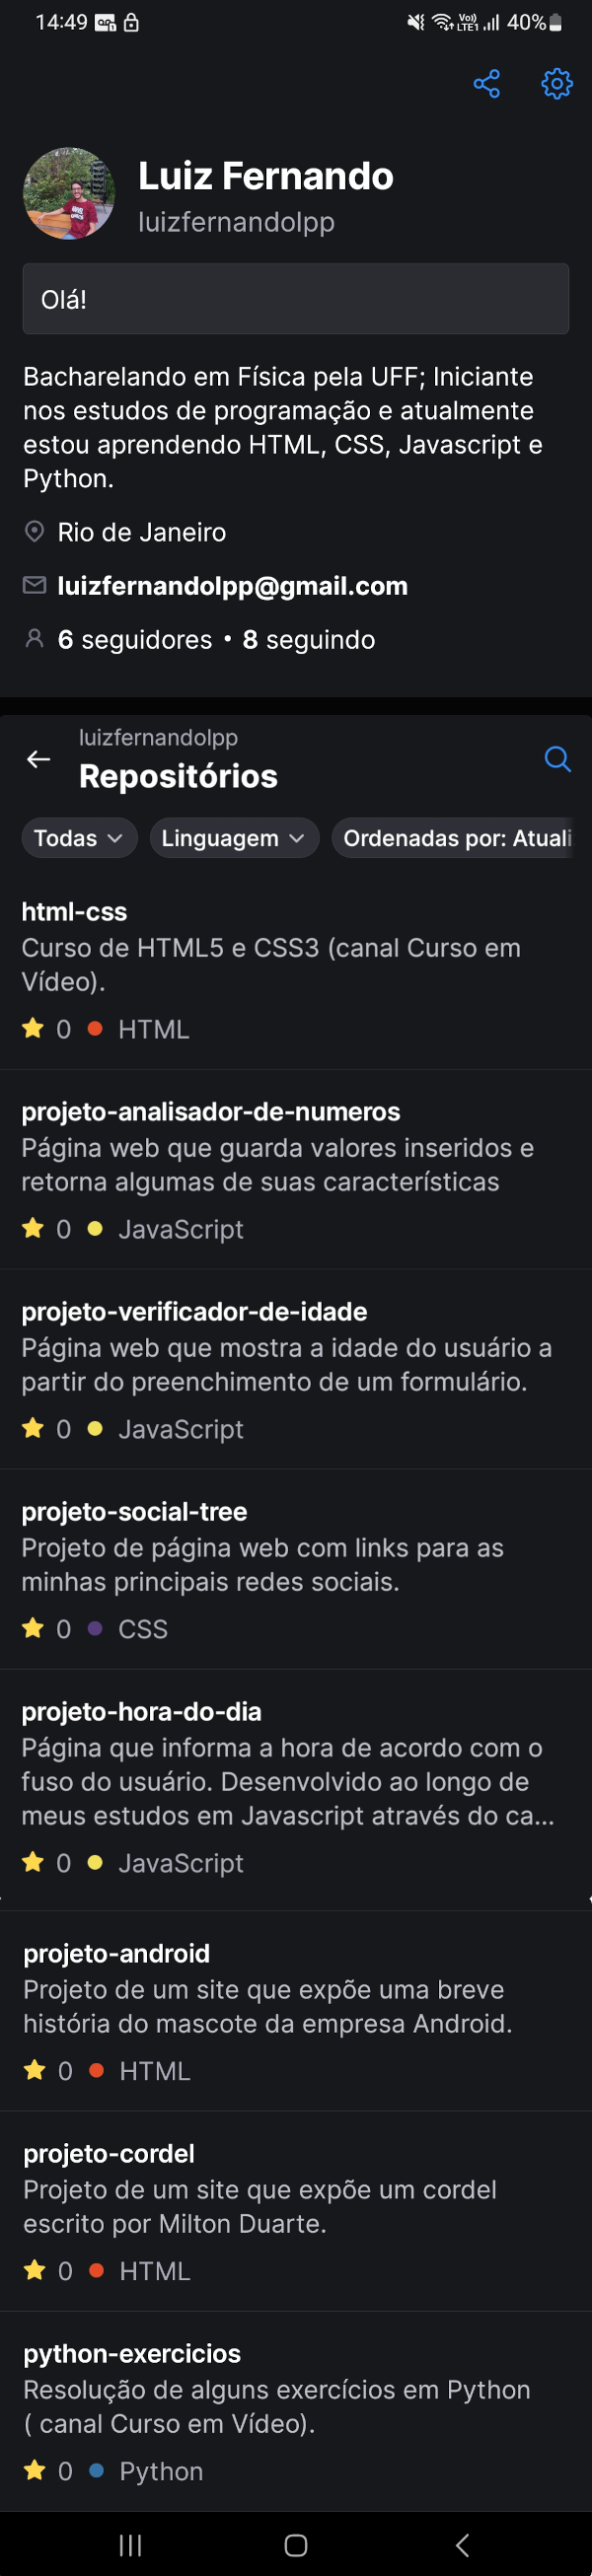 14:49 Vo)) LTE1 40%
Luiz Fernando
luizfernandolpp
Olá!
Bacharelando em Física pela UFF; Iniciante
nos estudos de programação e atualmente
estou aprendendo HTML, CSS, Javascript e
Python.
Rio de Janeiro
luizfernandolpp@gmail.com
6 seguidores • 8 seguindo
luizfernandolpp
Repositórios
Todas Linguagem Ordenadas por: Atuali
html-css
Curso de HTML5 e CSS3 (canal Curso em
Vídeo).
0 HTML
projeto-analisador-de-numeros
Página web que guarda valores inseridos e
retorna algumas de suas características
0 JavaScript
projeto-verificador-de-idade
Página web que mostra a idade do usuário a
partir do preenchimento de um formulário.
0 JavaScript
projeto-social-tree
Projeto de página web com links para as
minhas principais redes sociais.
0 CSS
projeto-hora-do-dia
Página que informa a hora de acordo com o
fuso do usuário. Desenvolvido ao longo de
meus estudos em Javascript através do ca...
0 JavaScript
projeto-android
Projeto de um site que expõe uma breve
história do mascote da empresa Android.
0 HTML
projeto-cordel
Projeto de um site que expõe um cordel
escrito por Milton Duarte.
0 HTML
python-exercicios
Resolução de alguns exercícios em Python
( canal Curso em Vídeo).
0 Python